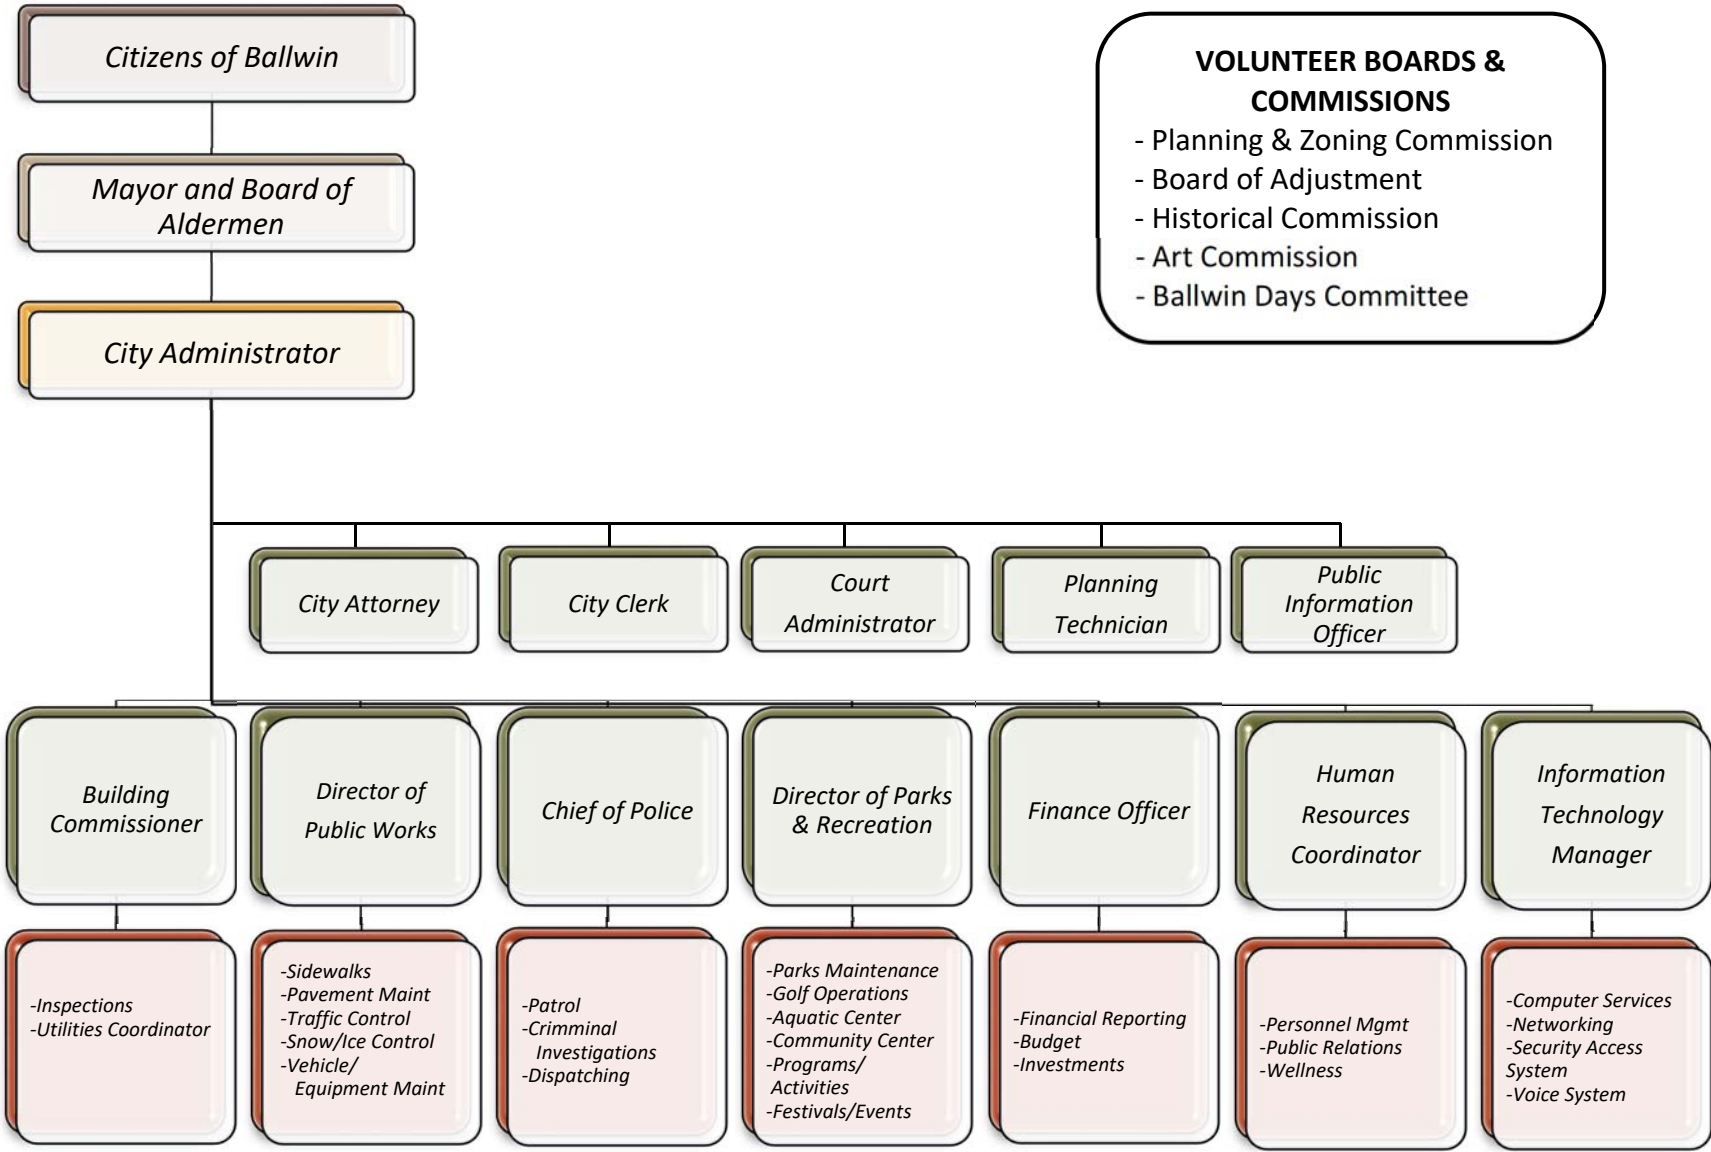 Citizens of Ballwin
Mayor and Board of
Aldermen
City Administrator
VOLUNTEER BOARDS &
COMMISSIONS
- Planning & Zoning Commission
- Board of Adjustment
- Historical Commission
- Art Commission
- Ballwin Days Committee
City Attorney
City Clerk
Court
Administrator
Planning
Technician
Public
Information
Officer
Building
Commissioner
Director of
Public Works
Chief of Police
Director of Parks
& Recreation
Finance Officer
Human
Resources
Coordinator
Information
Technology
Manager
-Inspections
-Utilities Coordinator
-Sidewalks
-Pavement Maint
-Traffic Control
-Snow/Ice Control
-Vehicle/
Equipment Maint
-Patrol
-Crimminal
Investigations
-Dispatching
-Parks Maintenance
-Golf Operations
-Aquatic Center
-Community Center
-Programs/
Activities
-Festivals/Events
-Financial Reporting
-Budget
-Investments
-Personnel Mgmt
-Public Relations
-Wellness
-Computer Services
-Networking
-Security Access
System
-Voice System